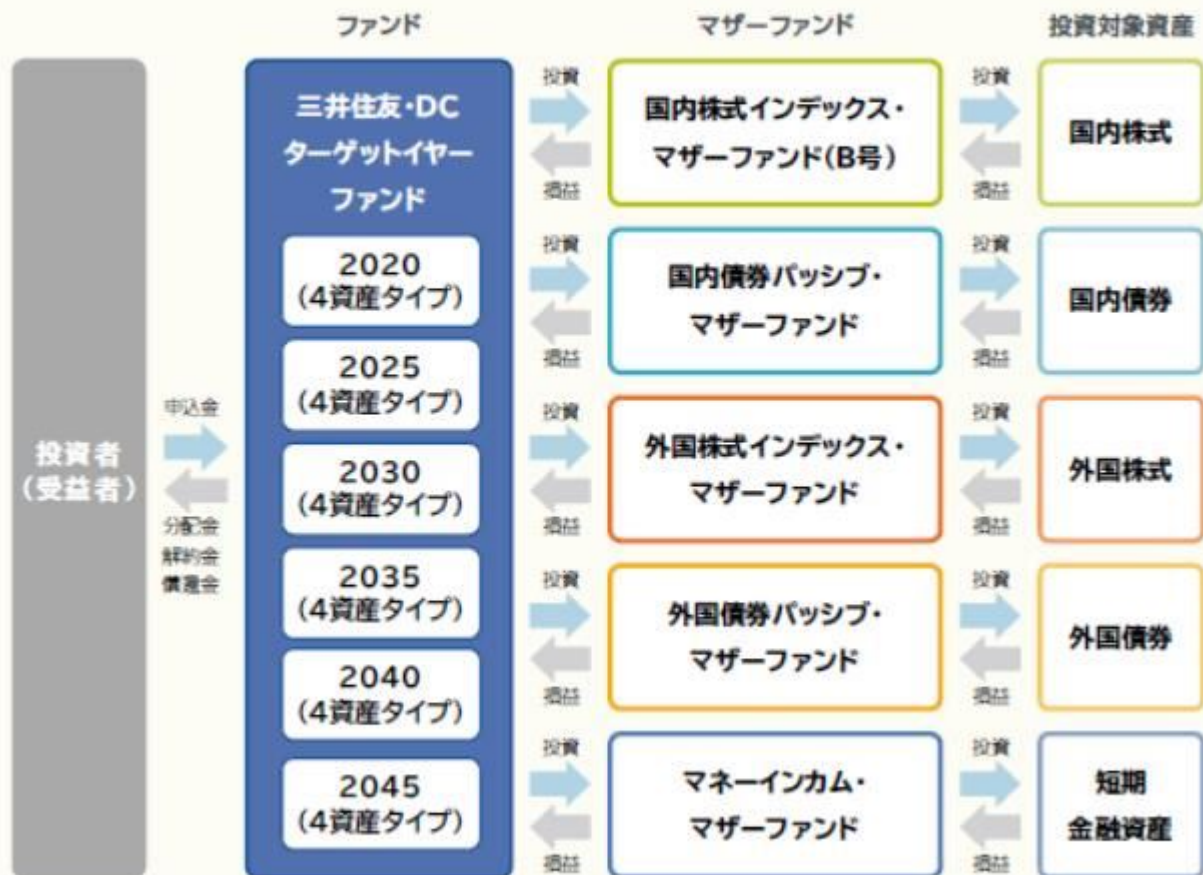 ファンド
マザーファンド
投資対象資産
投資者
(受益者)
申込金
分配金
解約金
償還金
三井住友・DC
ターゲットイヤー
ファンド
2020
(4資産タイプ)
2025
(4資産タイプ)
2030
(4資産タイプ)
2035
(4資産タイプ)
2040
(4資産タイプ)
2045
(4資産タイプ)
投資
損益
国内株式インデックス・
マザーファンド(B号)
投資
損益
国内株式
投資
損益
国内債券パッシブ・
マザーファンド
投資
損益
国内債券
投資
損益
外国株式インデックス・
マザーファンド
投資
損益
外国株式
投資
損益
外国債券パッシブ・
マザーファンド
投資
損益
外国債券
投資
損益
マネーインカム・
マザーファンド
投資
損益
短期
金融資産